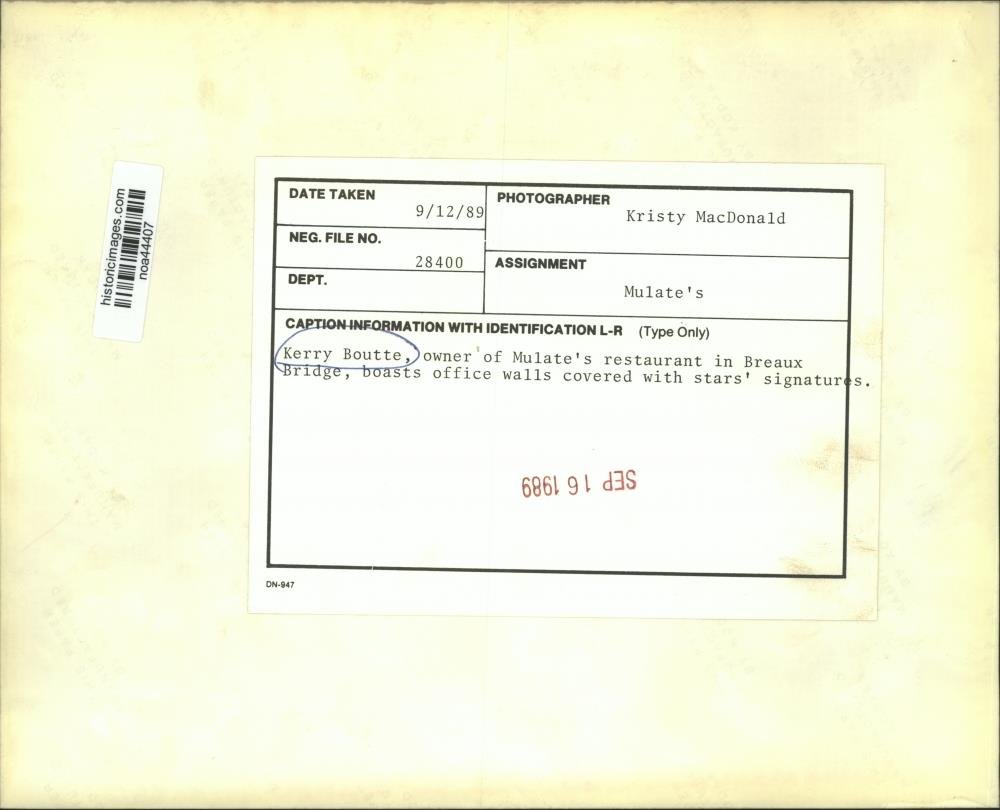 historicimages.com
noa44407
DATE TAKEN
9/12/89
PHOTOGRAPHER
Kristy MacDonald
NEG. FILE NO.
28400
ASSIGNMENT
Mulate's
DEPT.
CAPTION INFORMATION WITH IDENTIFICATION L-R (Type Only)
Kerry Boutte, owner of Mulate's restaurant in Breaux
Bridge, boasts office walls covered with stars' signatures.
SEP 16 1989
DN-947